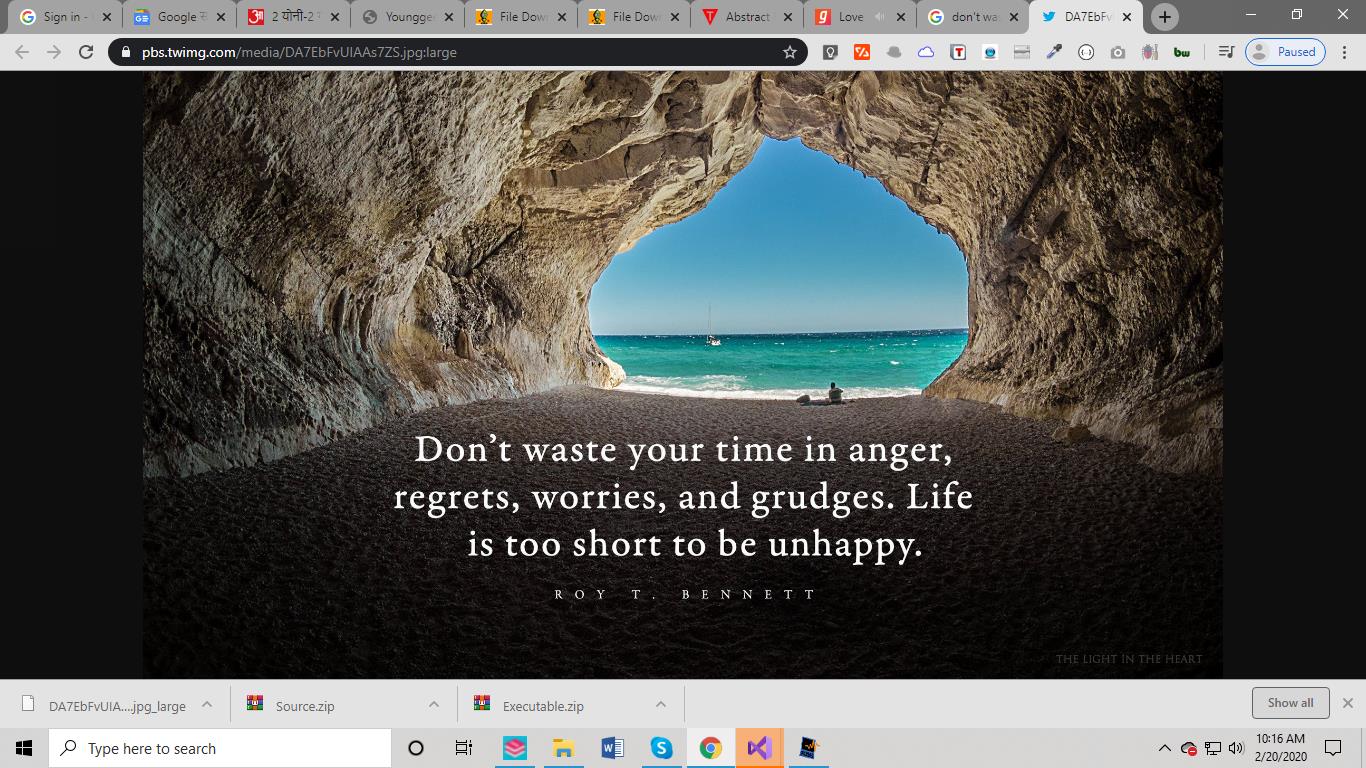 Sign in -
Google स
2 योनी-2
Youngge
File Dow
File Dow
Abstract
Love
don't was
DA7EbFv
pbs.twimg.com/media/DA7EbFvUIAAs7ZS.jpg:large
Paused
Don't waste your time in anger,
regrets, worries, and grudges. Life
is too short to be unhappy.
ROY T. BENNETT
THE LIGHT IN THE HEART
DA7EbFvUIA....jpg_large
Source.zip
Executable.zip
Show all
Type here to search
10:16 AM
2/20/2020